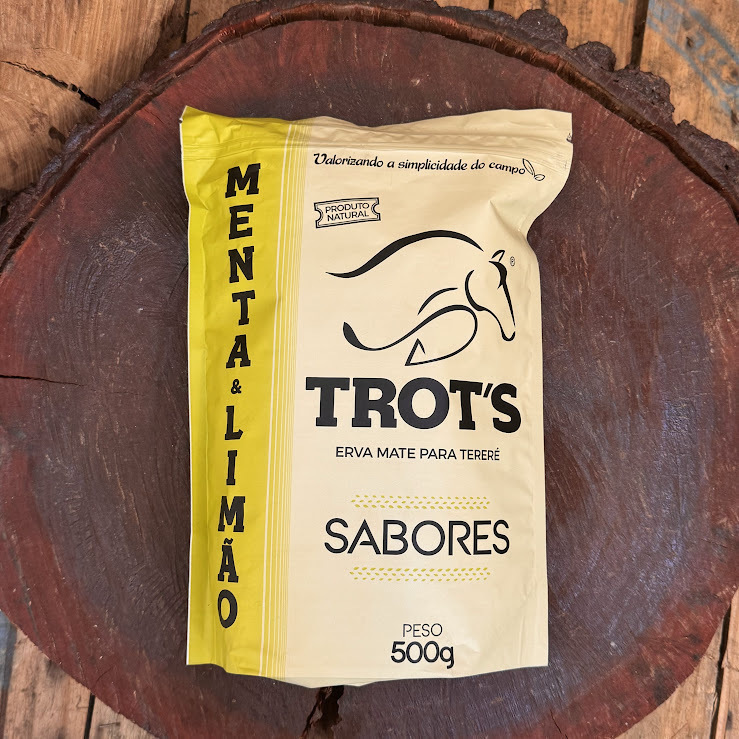 Valorizando a simplicidade do campo
PRODUTO
NATURAL
®
TROT'S
ERVA MATE PARA TERERÉ
SABORES
PESO
500g
MENTA & LIMÃO